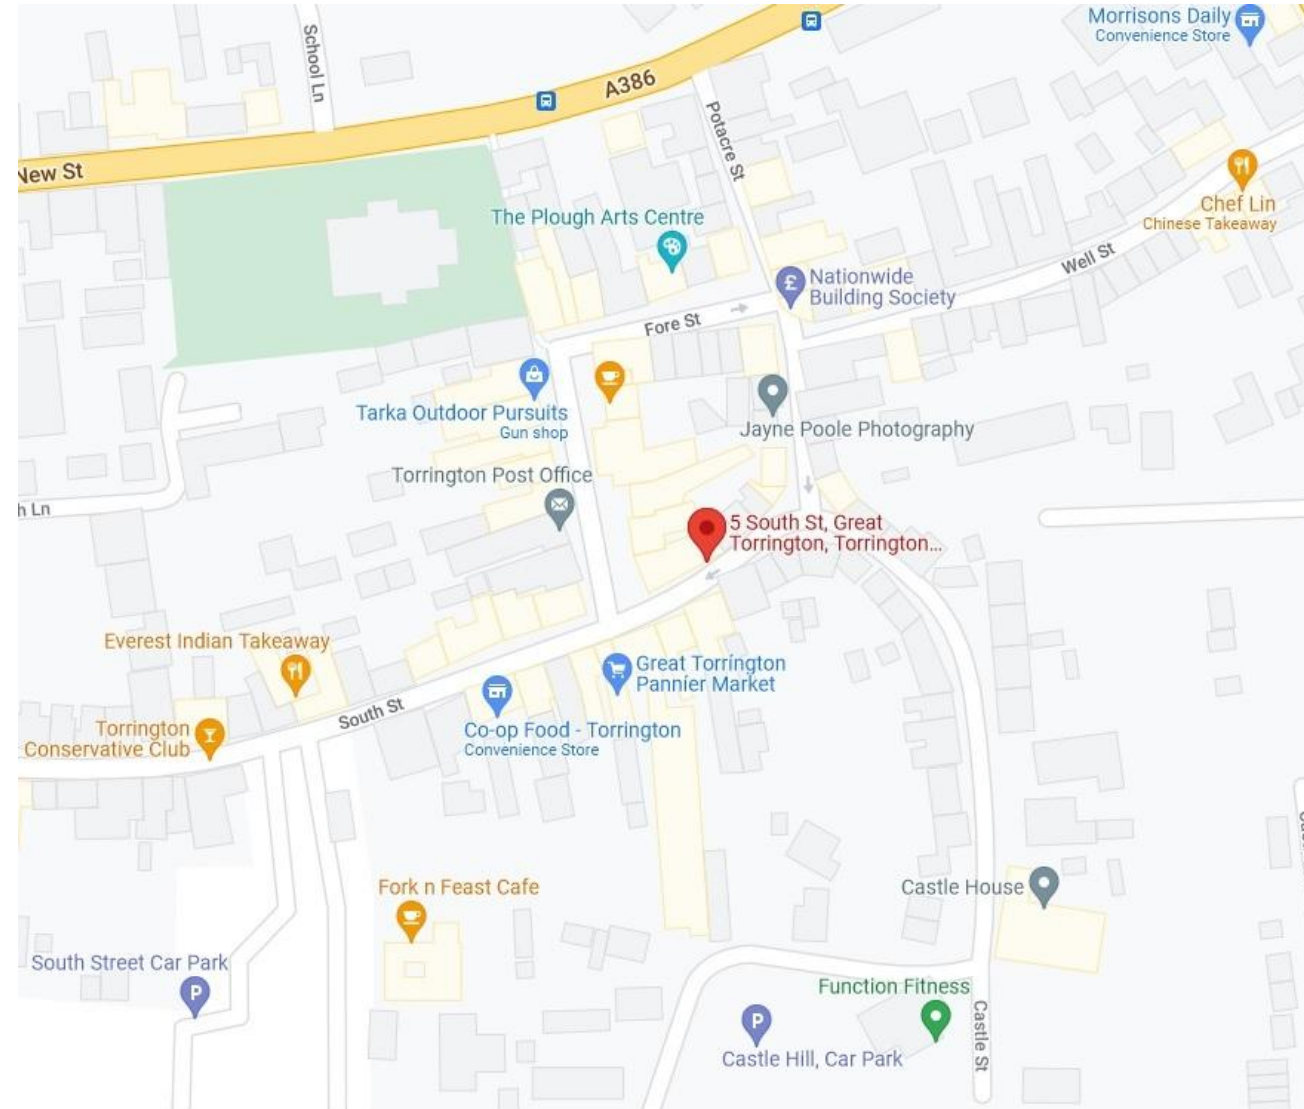 School Ln
Morrisons Daily
Convenience Store
A386
New St
Potacre St
Chef Lin
Chinese Takeaway
The Plough Arts Centre
Well St
Nationwide
Building Society
Fore St
Tarka Outdoor Pursuits
Gun shop
Jayne Poole Photography
Torrington Post Office
h Ln
5 South St, Great
Torrington, Torrington...
Everest Indian Takeaway
Great Torrington
Pannier Market
South St
Torrington
Conservative Club
Co-op Food - Torrington
Convenience Store
Fork n Feast Cafe
Castle House
South Street Car Park
P
Function Fitness
P
Castle Hill, Car Park
Castle St